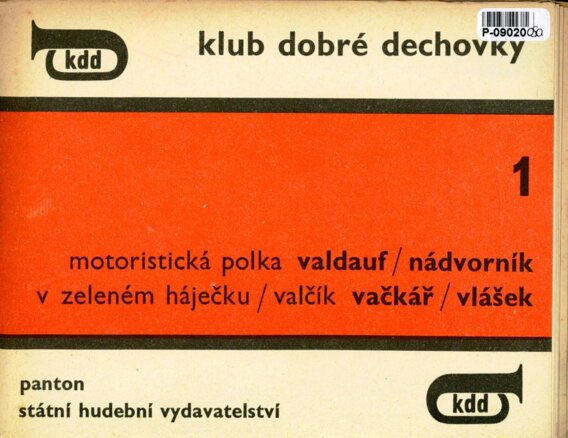 kdd
klub dobré dechovky
P-09020
1
motoristická polka valdauf / nádvorník
v zeleném háječku / valčík vačkář / vlášek
panton
státní hudební vydavatelství
kdd